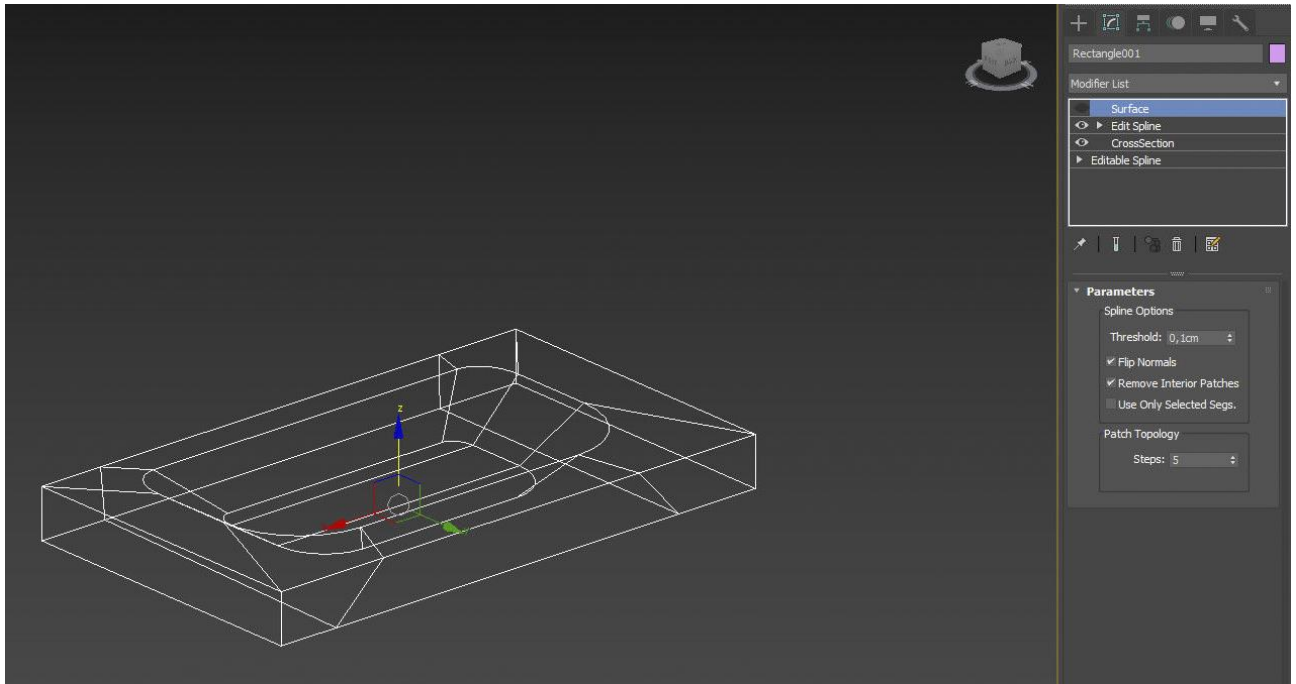 Rectangle001
Modifier List
Surface
Edit Spline
CrossSection
Editable Spline
Parameters
Spline Options
Threshold: 0,1cm
Flip Normals
Remove Interior Patches
Use Only Selected Segs.
Patch Topology
Steps: 5
z